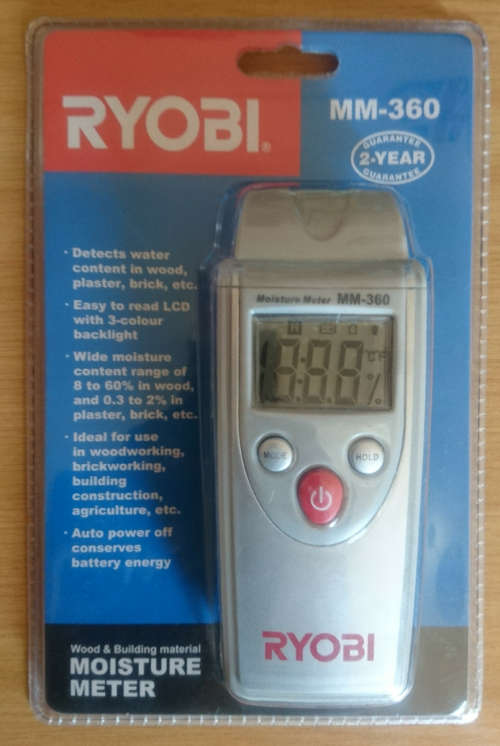 RYOBI®
MM-360
GUARANTEE
2-YEAR
GUARANTEE
· Detects water
content in wood,
plaster, brick, etc.
· Easy to read LCD
with 3-colour
backlight
· Wide moisture
content range of
8 to 60% in wood,
and 0.3 to 2% in
plaster, brick, etc.
· Ideal for use
in woodworking,
brickworking,
building
construction,
agriculture, etc.
· Auto power off
conserves
battery energy
Moisture Meter MM-360
18:8.8
°C°F
%
MODE
HOLD
RYOBI
Wood & Building material
MOISTURE
METER